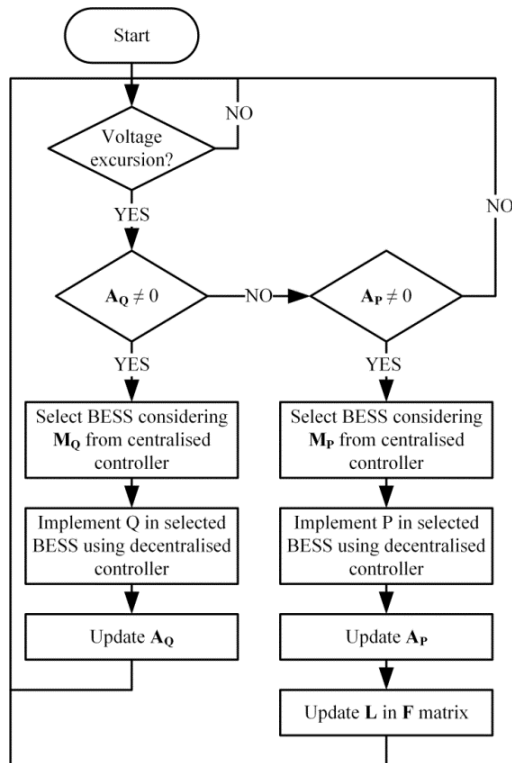 Start
NO
Voltage
excursion?
YES
NO
A_Q ≠ 0
NO
A_P ≠ 0
YES
YES
Select BESS considering
M_Q from centralised
controller
Select BESS considering
M_P from centralised
controller
Implement Q in selected
BESS using decentralised
controller
Implement P in selected
BESS using decentralised
controller
Update A_Q
Update A_P
Update L in F matrix